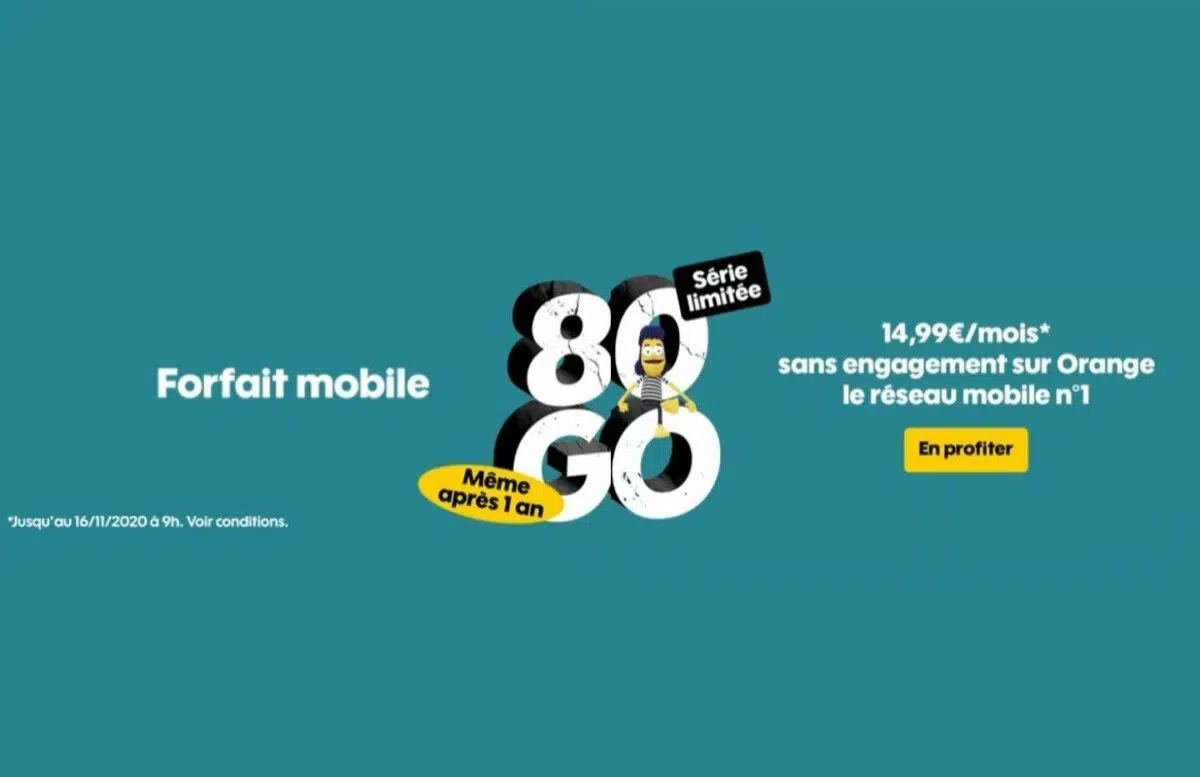 Forfait mobile
80
GO
Série
limitée
Même
après 1 an
14,99€/mois*
sans engagement sur Orange
le réseau mobile n°1
En profiter
*Jusqu'au 16/11/2020 à 9h. Voir conditions.